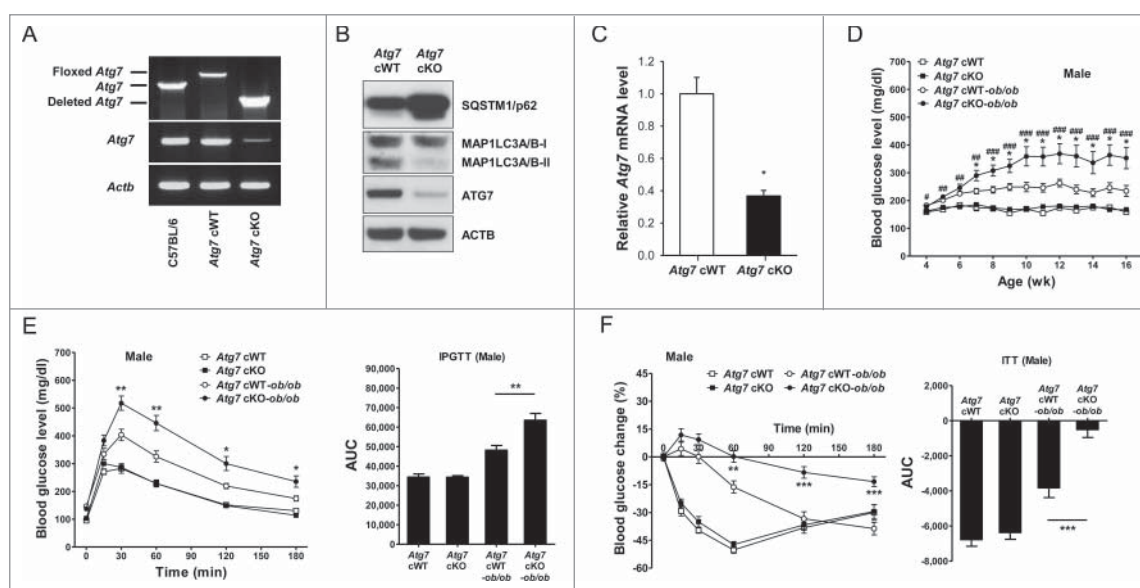 A
Floxed Atg7
Atg7
Deleted Atg7
Atg7
Actb
C57BL/6
Atg7 cWT
Atg7 cKO
B
Atg7 cWT
Atg7 cKO
SQSTM1/p62
MAP1LC3A/B-I
MAP1LC3A/B-II
ATG7
ACTB
C
Relative Atg7 mRNA level
1.2
1.0
0.8
0.6
0.4
0.2
0.0
*
Atg7 cWT
Atg7 cKO
D
Atg7 cWT
Atg7 cKO
Atg7 cWT-ob/ob
Atg7 cKO-ob/ob
Male
Blood glucose level (mg/dl)
500
400
300
200
100
0
# ## ## ## ### ### ### ### ### ### ### ### ###
* * * * * * * * * *
4 6 8 10 12 14 16
Age (wk)
E
Male
Atg7 cWT
Atg7 cKO
Atg7 cWT-ob/ob
Atg7 cKO-ob/ob
Blood glucose level (mg/dl)
700
600
500
400
300
200
100
0
** ** * *
0 30 60 120 180
Time (min)
IPGTT (Male)
AUC
80,000
70,000
60,000
50,000
40,000
30,000
20,000
10,000
0
**
Atg7 cWT
Atg7 cKO
Atg7 cWT -ob/ob
Atg7 cKO -ob/ob
F
Male
Atg7 cWT
Atg7 cKO
Atg7 cWT-ob/ob
Atg7 cKO-ob/ob
Blood glucose change (%)
45
30
15
0
-15
-30
-45
-60
Time (min)
0 30 60 120 180
** *** ***
ITT (Male)
AUC
2,000
0
-2,000
-4,000
-6,000
-8,000
Atg7 cWT
Atg7 cKO
Atg7 cWT -ob/ob
Atg7 cKO -ob/ob
***